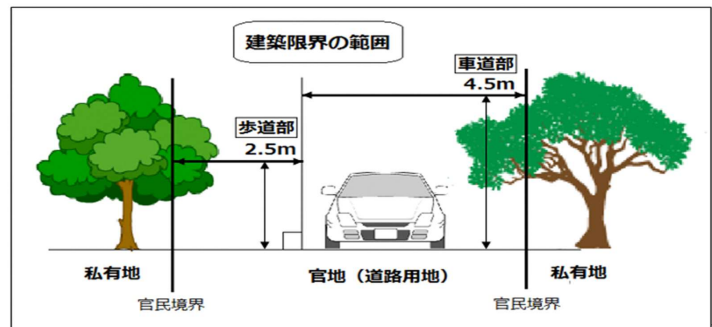 建築限界の範囲
車道部
4.5m
歩道部
2.5m
私有地
官地（道路用地）
私有地
官民境界
官民境界